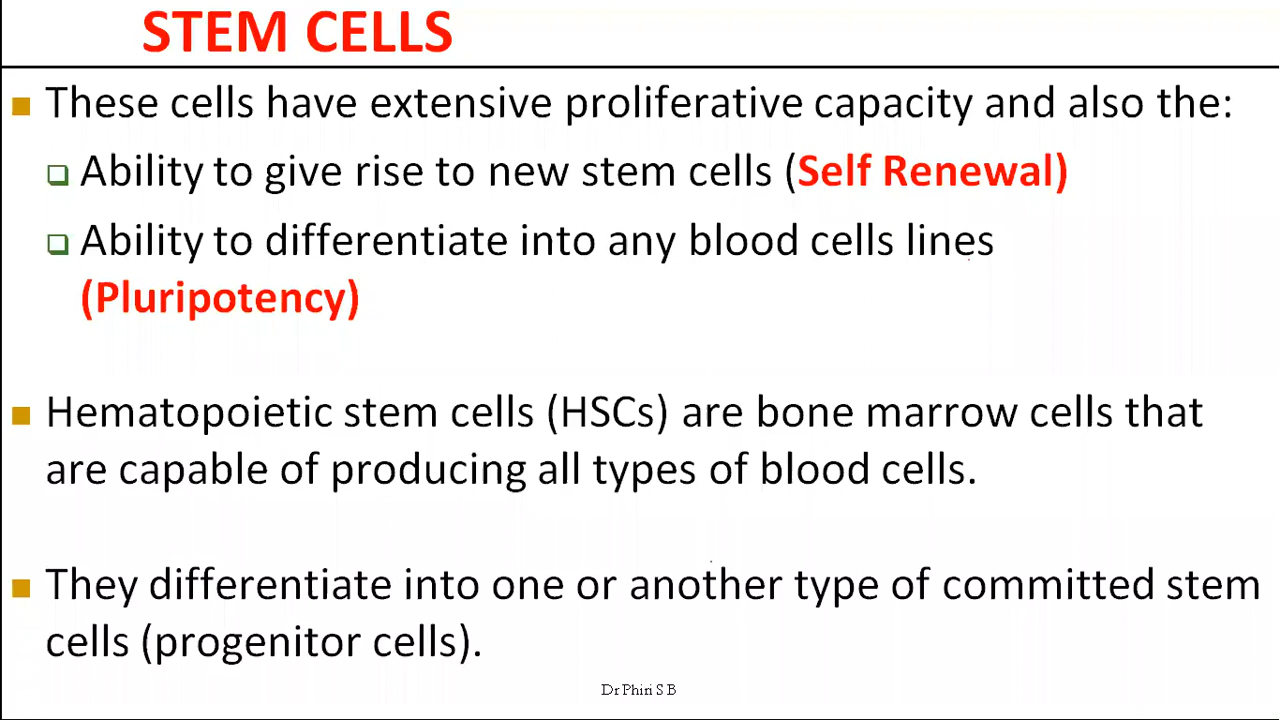 STEM CELLS
These cells have extensive proliferative capacity and also the:
Ability to give rise to new stem cells (Self Renewal)
Ability to differentiate into any blood cells lines
(Pluripotency)
Hematopoietic stem cells (HSCs) are bone marrow cells that
are capable of producing all types of blood cells.
They differentiate into one or another type of committed stem
cells (progenitor cells).
Dr Phiri S B